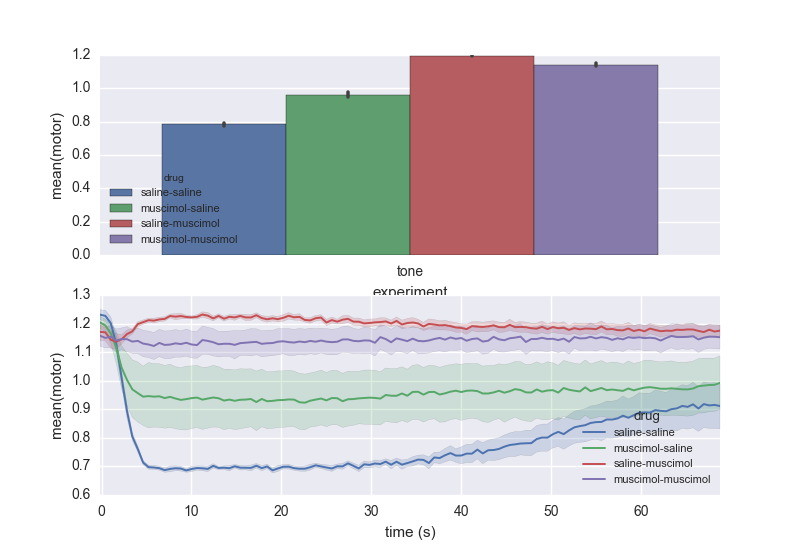 1.2
1.0
0.8
0.6
0.4
0.2
0.0
mean(motor)
drug
saline-saline
muscimol-saline
saline-muscimol
muscimol-muscimol
tone
experiment
1.3
1.2
1.1
1.0
0.9
0.8
0.7
0.6
mean(motor)
drug
saline-saline
muscimol-saline
saline-muscimol
muscimol-muscimol
0 10 20 30 40 50 60
time (s)